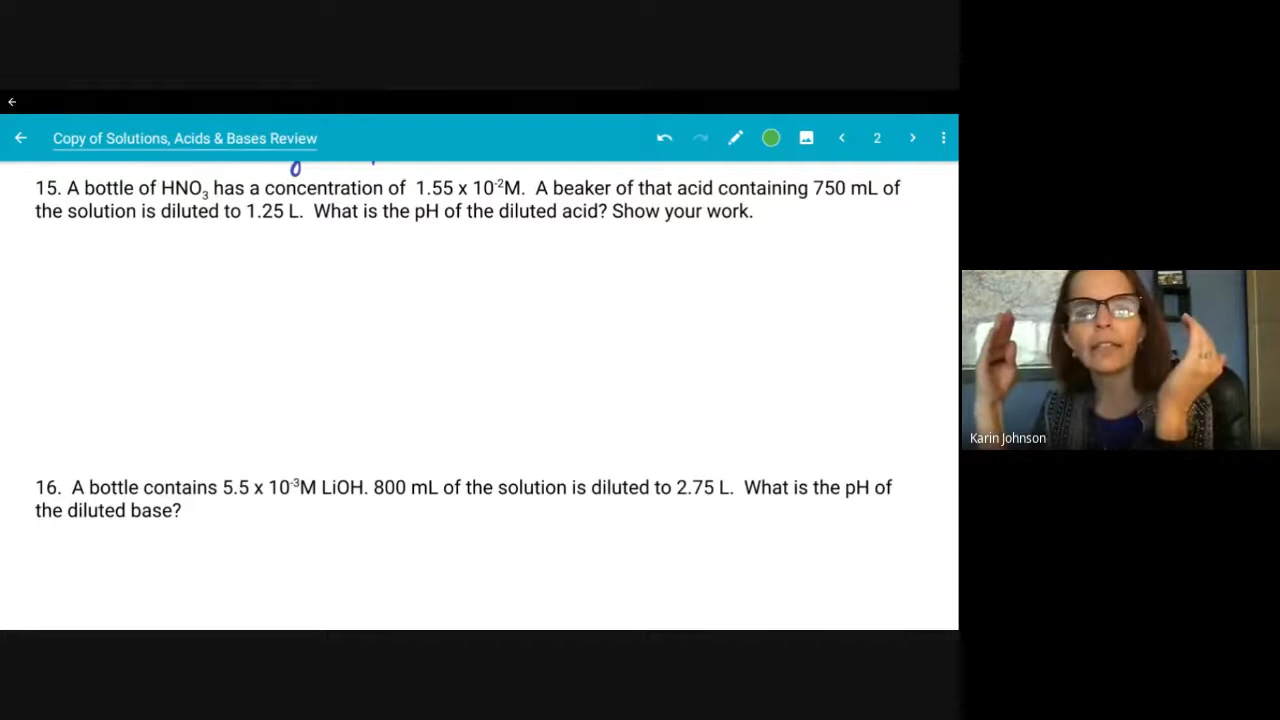 Copy of Solutions, Acids & Bases Review
2
15. A bottle of HNO₃ has a concentration of 1.55 x 10⁻²M. A beaker of that acid containing 750 mL of
the solution is diluted to 1.25 L. What is the pH of the diluted acid? Show your work.
Karin Johnson
16. A bottle contains 5.5 x 10⁻³M LiOH. 800 mL of the solution is diluted to 2.75 L. What is the pH of
the diluted base?